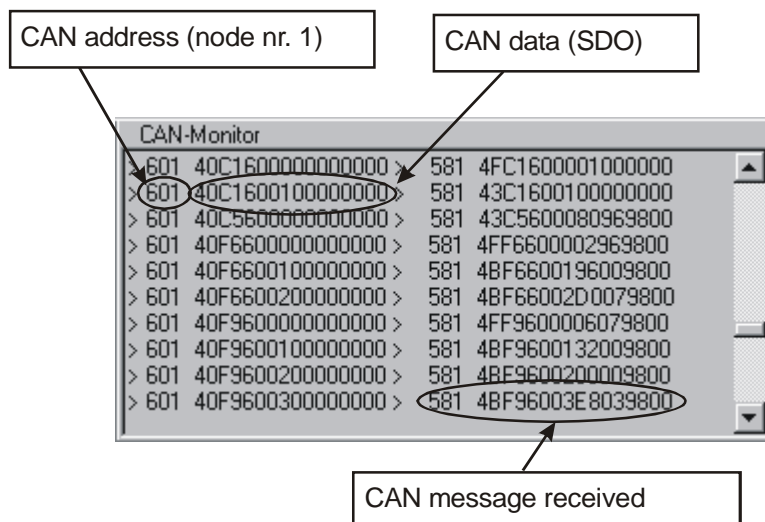 CAN address (node nr. 1)
CAN data (SDO)
CAN-Monitor
> 601 40C1600000000000 > 581 4FC1600001000000
> 601 40C1600100000000 > 581 43C1600100000000
> 601 40C5600000000000 > 581 43C5600080969800
> 601 40F6600000000000 > 581 4FF6600002969800
> 601 40F6600100000000 > 581 4BF6600196009800
> 601 40F6600200000000 > 581 4BF66002D0079800
> 601 40F9600000000000 > 581 4FF9600006079800
> 601 40F9600100000000 > 581 4BF9600132009800
> 601 40F9600200000000 > 581 4BF9600200009800
> 601 40F9600300000000 > 581 4BF96003E8039800
CAN message received